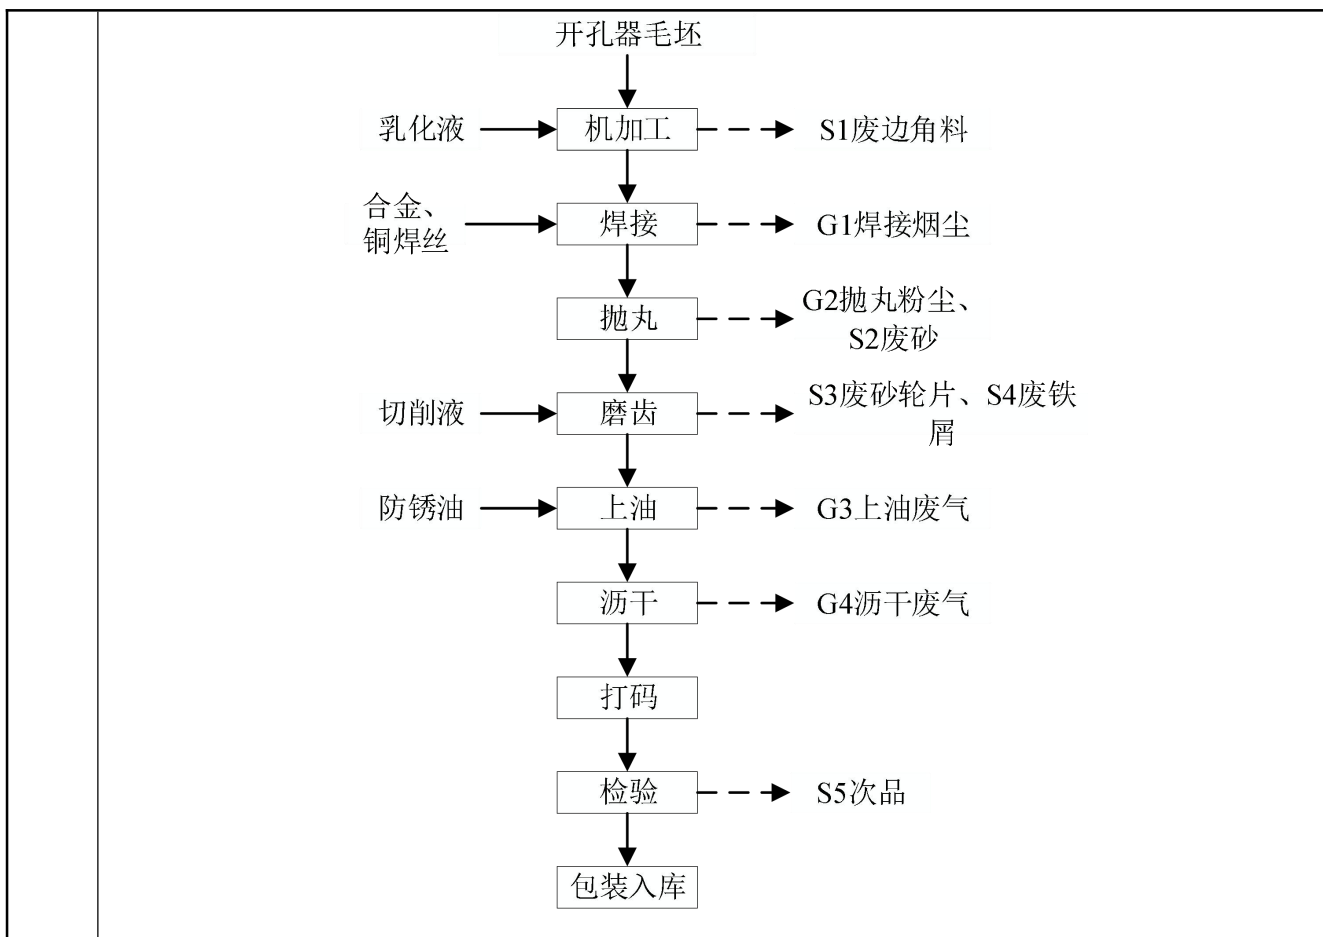 开孔器毛坯
乳化液
机加工
S1废边角料
合金、
铜焊丝
焊接
G1焊接烟尘
抛丸
G2抛丸粉尘、
S2废砂
切削液
磨齿
S3废砂轮片、S4废铁
屑
防锈油
上油
G3上油废气
沥干
G4沥干废气
打码
检验
S5次品
包装入库